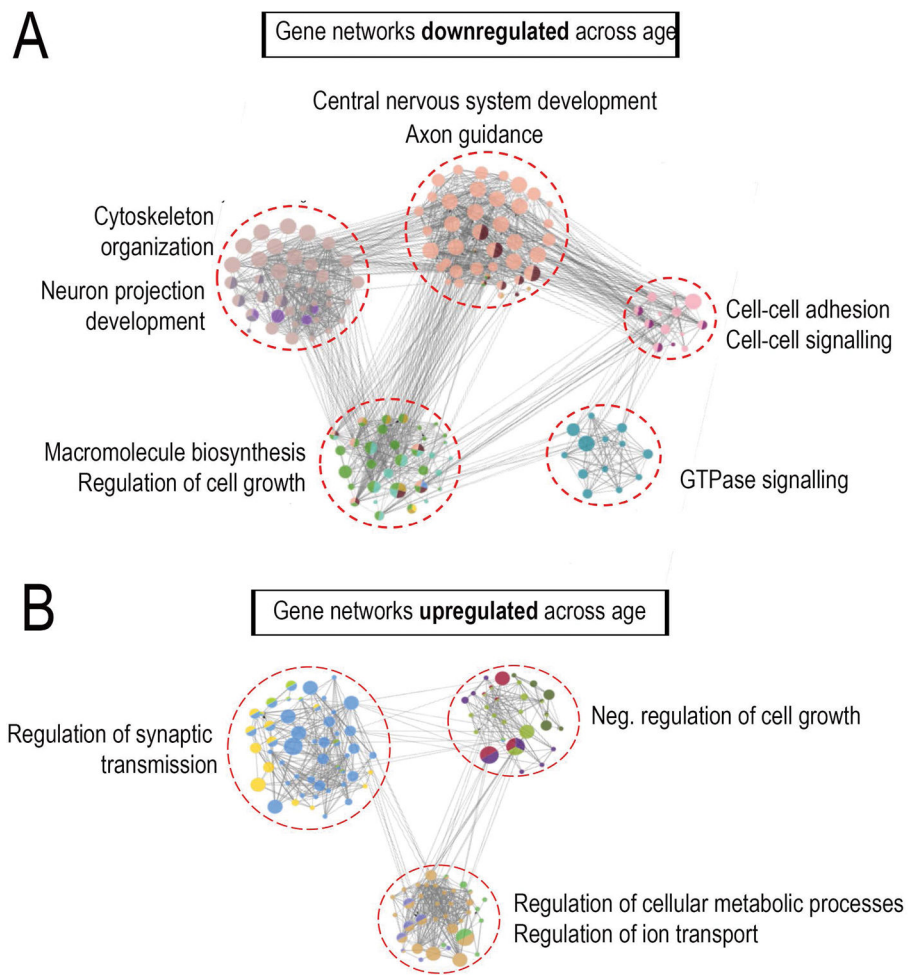 A
Gene networks downregulated across age
Central nervous system development
Axon guidance
Cytoskeleton
organization
Neuron projection
development
Cell-cell adhesion
Cell-cell signalling
Macromolecule biosynthesis
Regulation of cell growth
GTPase signalling
B
Gene networks upregulated across age
Regulation of synaptic
transmission
Neg. regulation of cell growth
Regulation of cellular metabolic processes
Regulation of ion transport